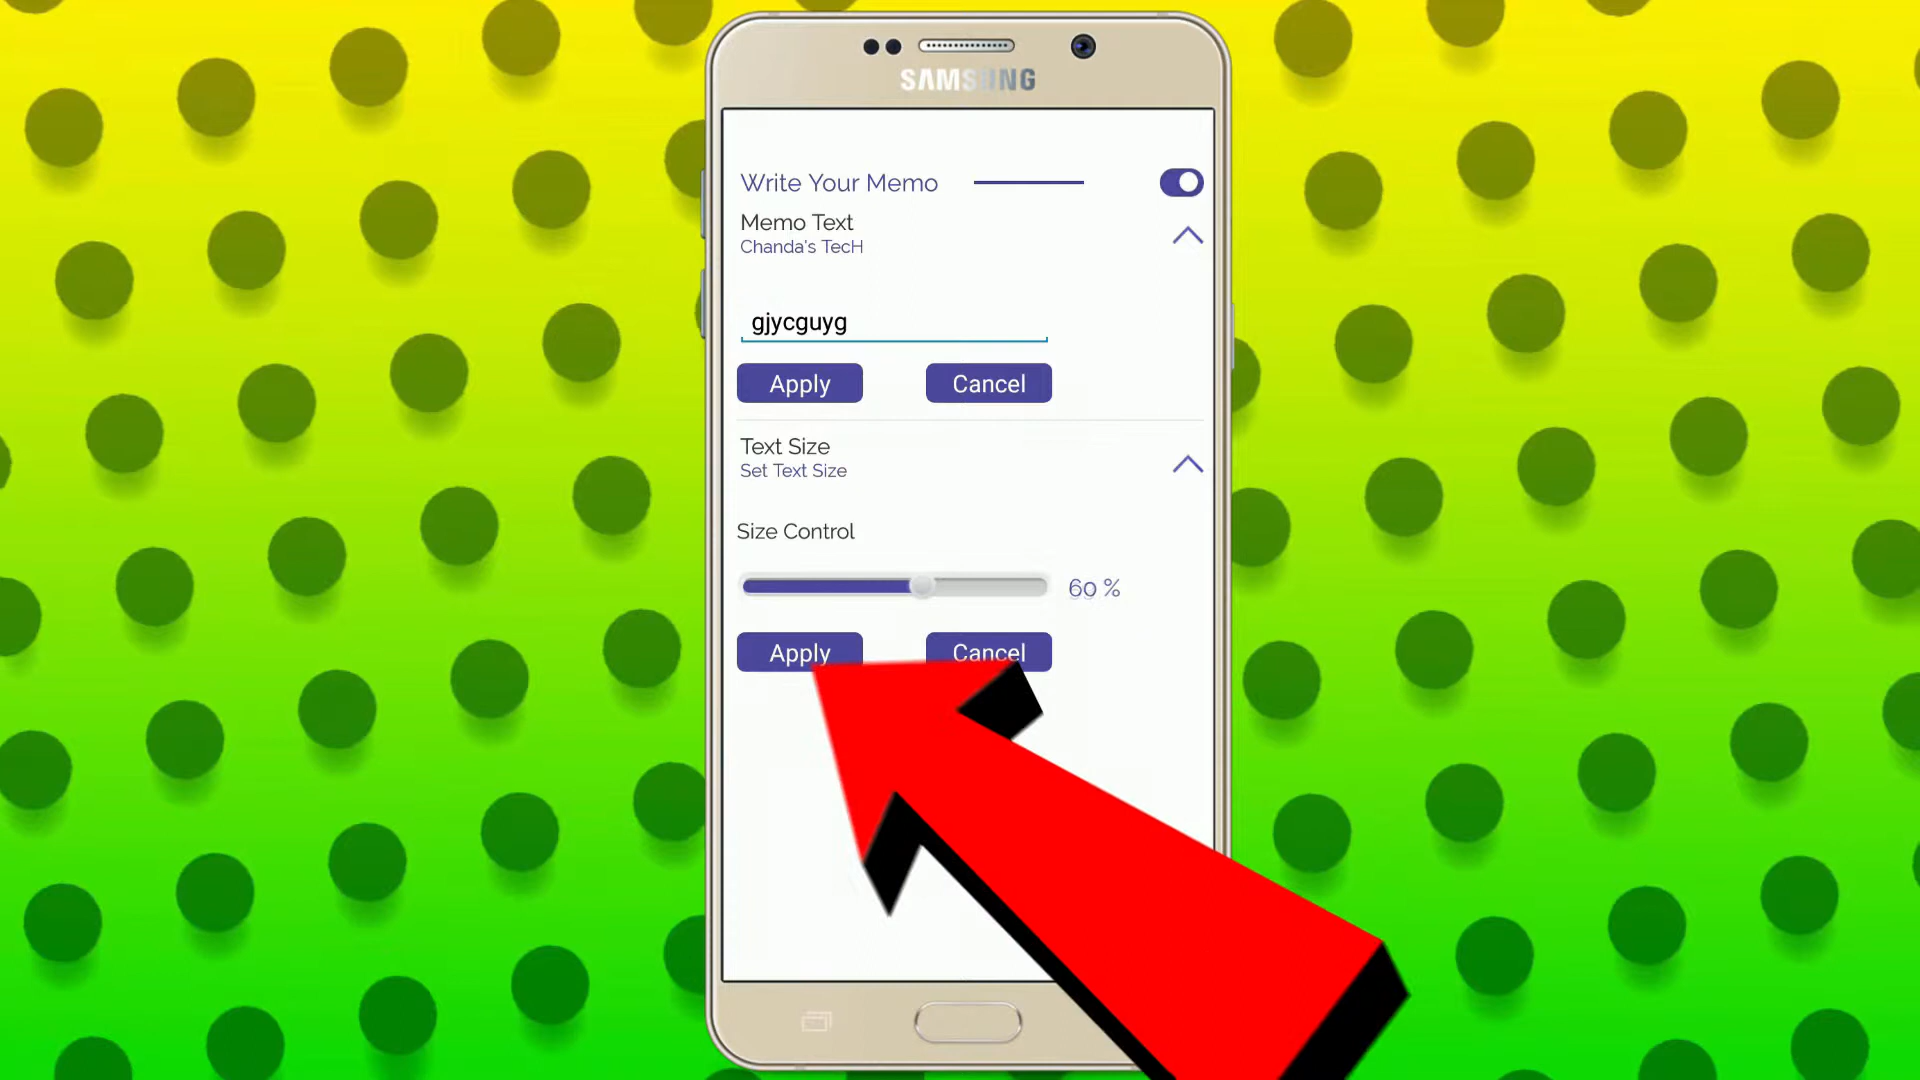 SAMSUNG
Write Your Memo
Memo Text
Chanda's TecH
gjycguyg
Apply Cancel
Text Size
Set Text Size
Size Control
60 %
Apply Cancel